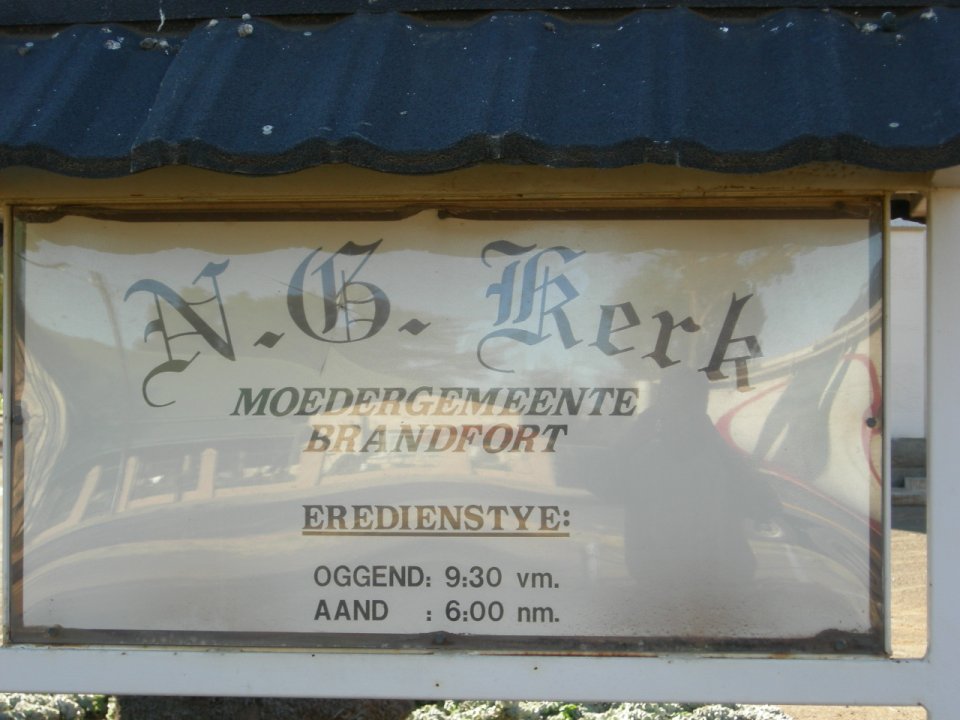 N.G. Kerk
MOEDERGEMEENTE
BRANDFORT
EREDIENSTYE:
OGGEND: 9:30 vm.
AAND : 6:00 nm.